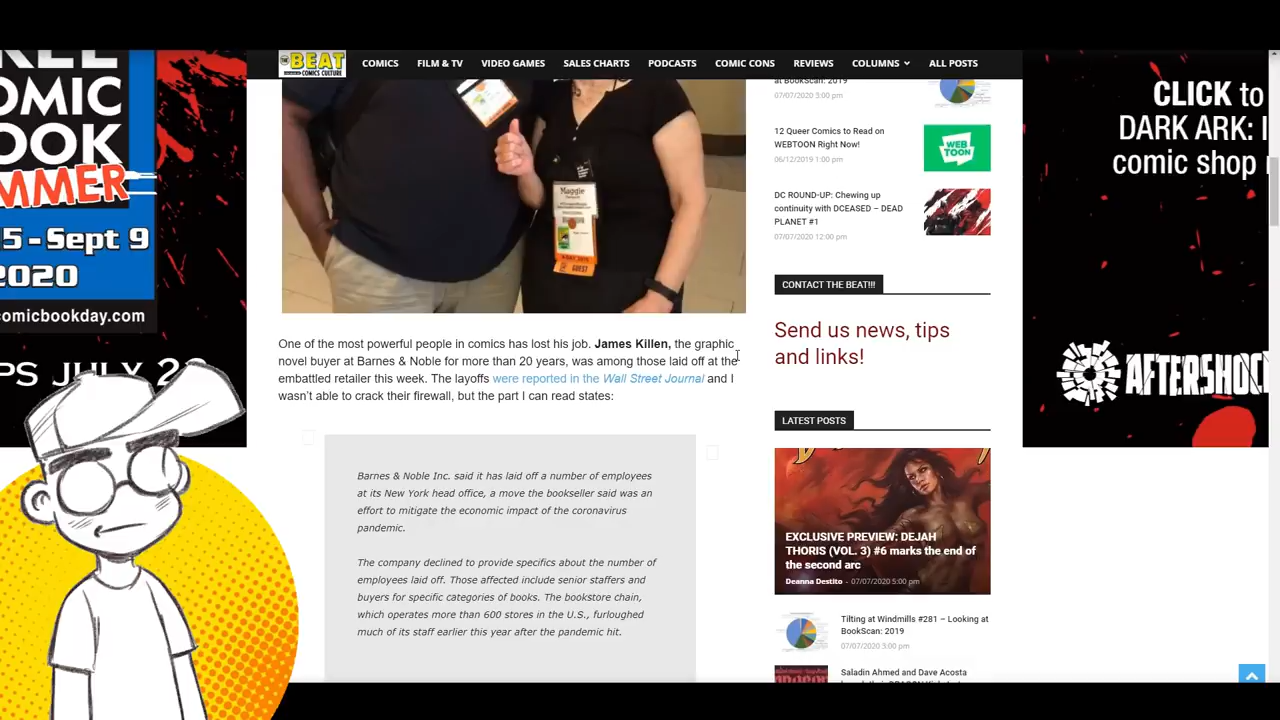 REE
COMIC
BOOK
SUMMER
5 - Sept 9
2020
comicbookday.com
PS JULY
THE BEAT
COMICS CULTURE
COMICS
FILM & TV
VIDEO GAMES
SALES CHARTS
PODCASTS
COMIC CONS
REVIEWS
COLUMNS
ALL POSTS
Maggie
GUEST
One of the most powerful people in comics has lost his job. James Killen, the graphic
novel buyer at Barnes & Noble for more than 20 years, was among those laid off at the
embattled retailer this week. The layoffs were reported in the Wall Street Journal and I
wasn't able to crack their firewall, but the part I can read states:
Barnes & Noble Inc. said it has laid off a number of employees
at its New York head office, a move the bookseller said was an
effort to mitigate the economic impact of the coronavirus
pandemic.
The company declined to provide specifics about the number of
employees laid off. Those affected include senior staffers and
buyers for specific categories of books. The bookstore chain,
which operates more than 600 stores in the U.S., furloughed
much of its staff earlier this year after the pandemic hit.
at BookScan: 2019
07/07/2020 3:00 pm
12 Queer Comics to Read on
WEBTOON Right Now!
06/12/2019 1:00 pm
WEB
TOON
DC ROUND-UP: Chewing up
continuity with DCEASED – DEAD
PLANET #1
07/07/2020 12:00 pm
CONTACT THE BEAT!!!
Send us news, tips
and links!
LATEST POSTS
EXCLUSIVE PREVIEW: DEJAH
THORIS (VOL. 3) #6 marks the end of
the second arc
Deanna Destito - 07/07/2020 5:00 pm
Tilting at Windmills #281 – Looking at
BookScan: 2019
07/07/2020 3:00 pm
Saladin Ahmed and Dave Acosta
CLICK to
DARK ARK: I
comic shop
AFTERSHOC